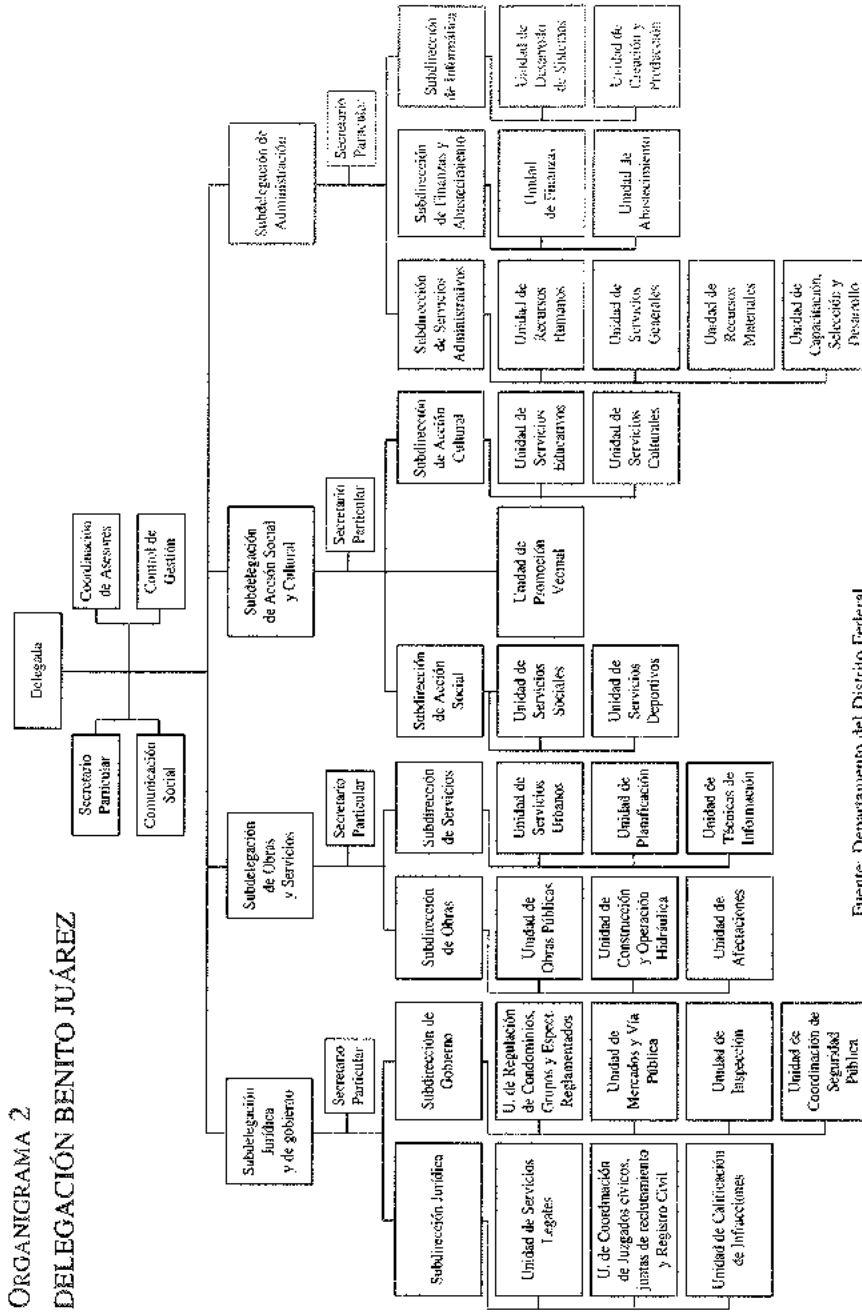 ORGANIGRAMA 2
DELEGACIÓN BENITO JUÁREZ
Delegada
Secretario
Particular
Coordinación
de Asesores
Comunicación
Social
Control de
Gestión
Subdelegación
Jurídica
y de gobierno
Secretario
Particular
Subdirección Jurídica
Unidad de Servicios
Legales
U. de Coordinación
de Juzgados cívicos,
juntas de reclutamiento
y Registro Civil
Unidad de Calificación
de Infracciones
Subdirección de
Gobierno
U. de Regulación
de Condominios,
Grupos y Espect.
Reglamentados
Unidad de
Mercados y Vía
Pública
Unidad de
Inspección
Unidad de
Coordinación de
Seguridad
Pública
Subdelegación
de Obras
y Servicios
Secretario
Particular
Subdirección
de Obras
Unidad de
Obras Públicas
Unidad de
Construcción
y Operación
Hidráulica
Unidad de
Afectaciones
Subdirección
de Servicios
Unidad de
Servicios
Urbanos
Unidad de
Planificación
Unidad de
Técnicas de
Información
Subdelegación
de Acción Social
y Cultural
Secretario
Particular
Subdirección
de Acción
Social
Unidad de
Servicios
Sociales
Unidad de
Servicios
Deportivos
Unidad de
Promoción
Vecinal
Subdirección
de Acción
Cultural
Unidad de
Servicios
Educativos
Unidad de
Servicios
Culturales
Subdelegación de
Administración
Secretario
Particular
Subdirección
de Servicios
Administrativos
Unidad de
Recursos
Humanos
Unidad de
Servicios
Generales
Unidad de
Recursos
Materiales
Unidad de
Capacitación,
Selección y
Desarrollo
Subdirección
de Finanzas y
Abastecimiento
Unidad
de Finanzas
Unidad de
Abastecimiento
Subdirección
de Informática
Unidad de
Desarrollo
de Sistemas
Unidad de
Creación y
Producción
Fuente: Departamento del Distrito Federal